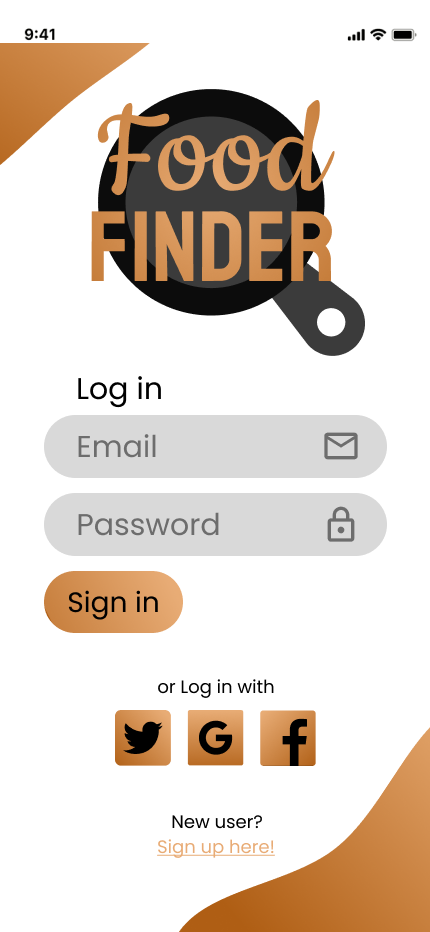 9:41
Food
FINDER
Log in
Email
Password
Sign in
or Log in with
New user?
Sign up here!